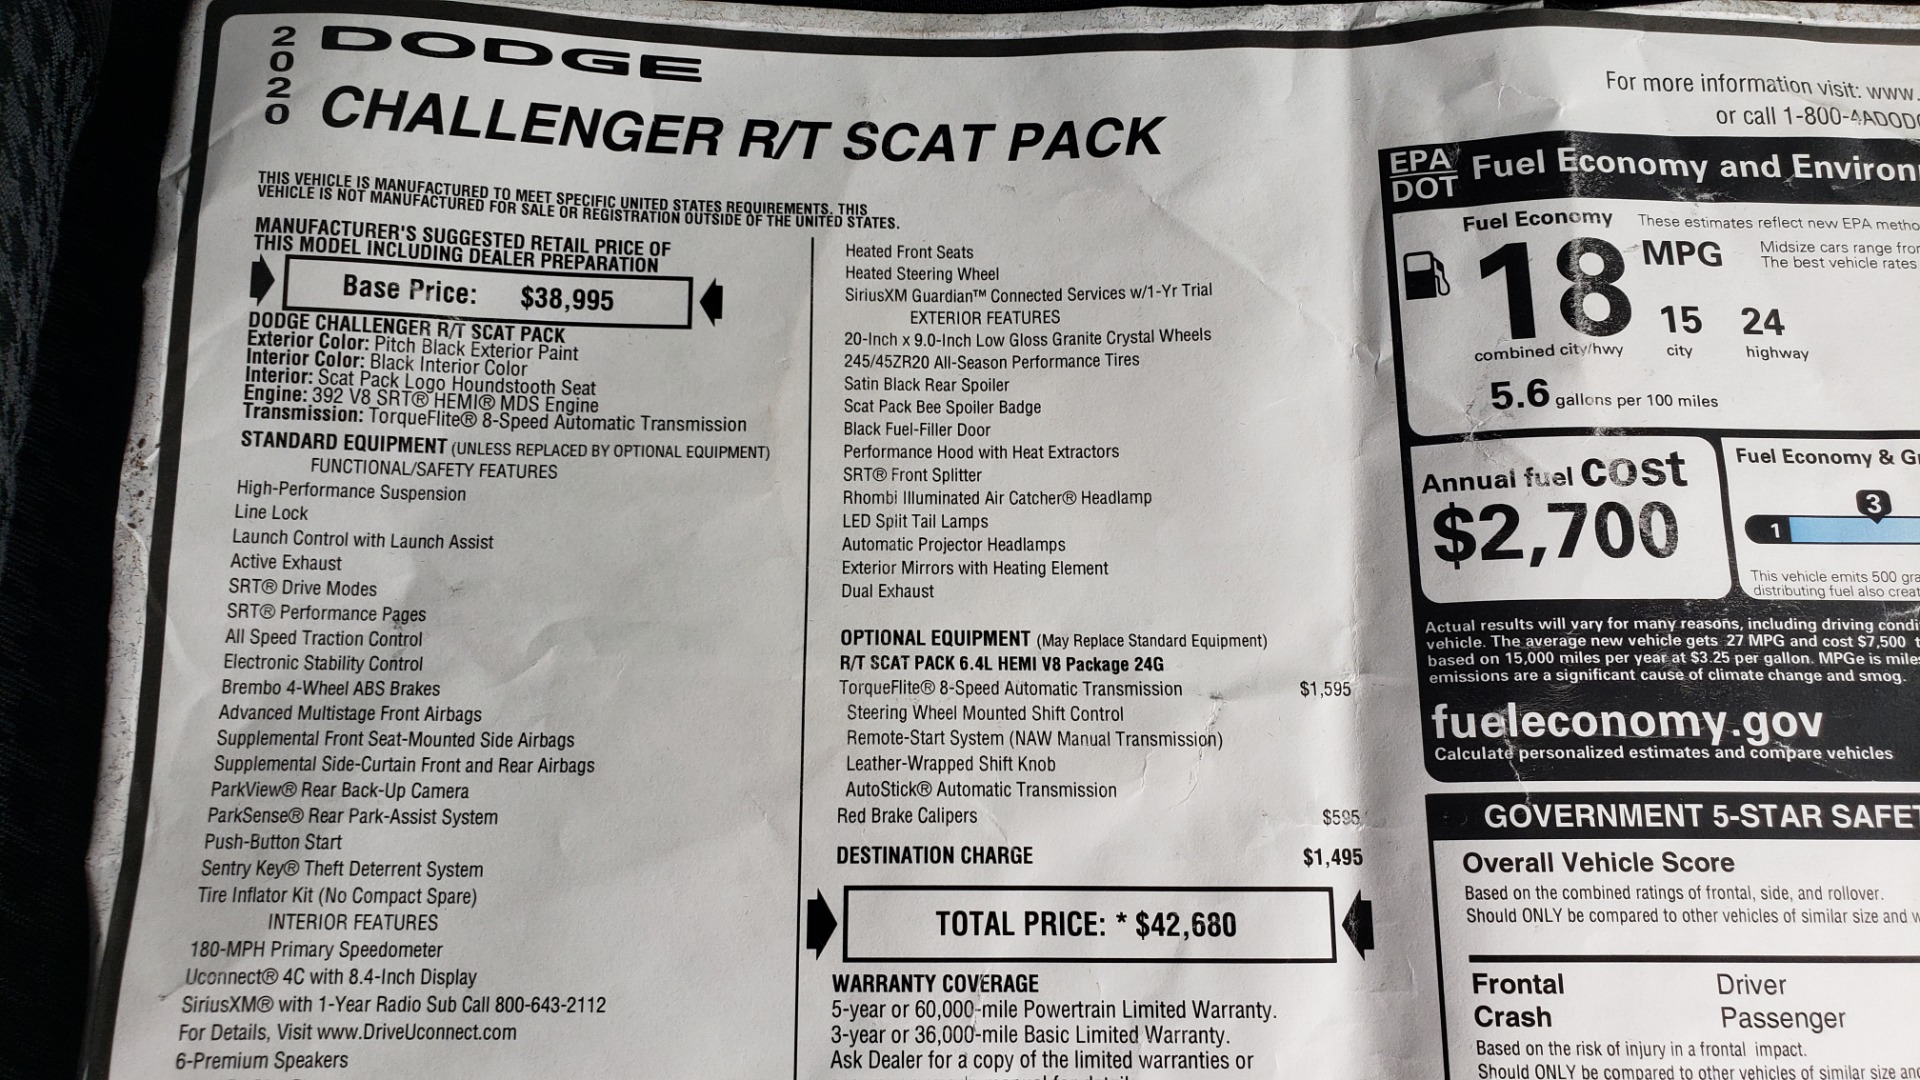 2020 DODGE
CHALLENGER R/T SCAT PACK
THIS VEHICLE IS MANUFACTURED TO MEET SPECIFIC UNITED STATES REQUIREMENTS. THIS
VEHICLE IS NOT MANUFACTURED FOR SALE OR REGISTRATION OUTSIDE OF THE UNITED STATES.
MANUFACTURER'S SUGGESTED RETAIL PRICE OF
THIS MODEL INCLUDING DEALER PREPARATION
Base Price: $38,995
DODGE CHALLENGER R/T SCAT PACK
Exterior Color: Pitch Black Exterior Paint
Interior Color: Black Interior Color
Interior: Scat Pack Logo Houndstooth Seat
Engine: 392 V8 SRT® HEMI® MDS Engine
Transmission: TorqueFlite® 8-Speed Automatic Transmission
STANDARD EQUIPMENT (UNLESS REPLACED BY OPTIONAL EQUIPMENT)
FUNCTIONAL/SAFETY FEATURES
High-Performance Suspension
Line Lock
Launch Control with Launch Assist
Active Exhaust
SRT® Drive Modes
SRT® Performance Pages
All Speed Traction Control
Electronic Stability Control
Brembo 4-Wheel ABS Brakes
Advanced Multistage Front Airbags
Supplemental Front Seat-Mounted Side Airbags
Supplemental Side-Curtain Front and Rear Airbags
ParkView® Rear Back-Up Camera
ParkSense® Rear Park-Assist System
Push-Button Start
Sentry Key® Theft Deterrent System
Tire Inflator Kit (No Compact Spare)
INTERIOR FEATURES
180-MPH Primary Speedometer
Uconnect® 4C with 8.4-Inch Display
SiriusXM® with 1-Year Radio Sub Call 800-643-2112
For Details, Visit www.DriveUconnect.com
6-Premium Speakers
Heated Front Seats
Heated Steering Wheel
SiriusXM Guardian™ Connected Services w/1-Yr Trial
EXTERIOR FEATURES
20-Inch x 9.0-Inch Low Gloss Granite Crystal Wheels
245/45ZR20 All-Season Performance Tires
Satin Black Rear Spoiler
Scat Pack Bee Spoiler Badge
Black Fuel-Filler Door
Performance Hood with Heat Extractors
SRT® Front Splitter
Rhombi Illuminated Air Catcher® Headlamp
LED Split Tail Lamps
Automatic Projector Headlamps
Exterior Mirrors with Heating Element
Dual Exhaust
OPTIONAL EQUIPMENT (May Replace Standard Equipment)
R/T SCAT PACK 6.4L HEMI V8 Package 24G
TorqueFlite® 8-Speed Automatic Transmission $1,595
Steering Wheel Mounted Shift Control
Remote-Start System (NAW Manual Transmission)
Leather-Wrapped Shift Knob
AutoStick® Automatic Transmission
Red Brake Calipers $595
DESTINATION CHARGE $1,495
TOTAL PRICE: * $42,680
WARRANTY COVERAGE
5-year or 60,000-mile Powertrain Limited Warranty.
3-year or 36,000-mile Basic Limited Warranty.
Ask Dealer for a copy of the limited warranties or
For more information visit: www.
or call 1-800-4ADOD
EPA
DOT Fuel Economy and Environ
Fuel Economy These estimates reflect new EPA metho
18 MPG Midsize cars range fro
The best vehicle rates
15 24
combined city/hwy city highway
5.6 gallons per 100 miles
Annual fuel cost
$2,700
Fuel Economy & G
3
1
This vehicle emits 500 gra
distributing fuel also creat
Actual results will vary for many reasons, including driving condi
vehicle. The average new vehicle gets 27 MPG and cost $7,500 t
based on 15,000 miles per year at $3.25 per gallon. MPGe is mile
emissions are a significant cause of climate change and smog.
fueleconomy.gov
Calculate personalized estimates and compare vehicles
GOVERNMENT 5-STAR SAFET
Overall Vehicle Score
Based on the combined ratings of frontal, side, and rollover.
Should ONLY be compared to other vehicles of similar size and w
Frontal Driver
Crash Passenger
Based on the risk of injury in a frontal impact.
Should ONLY be compared to other vehicles of similar size and